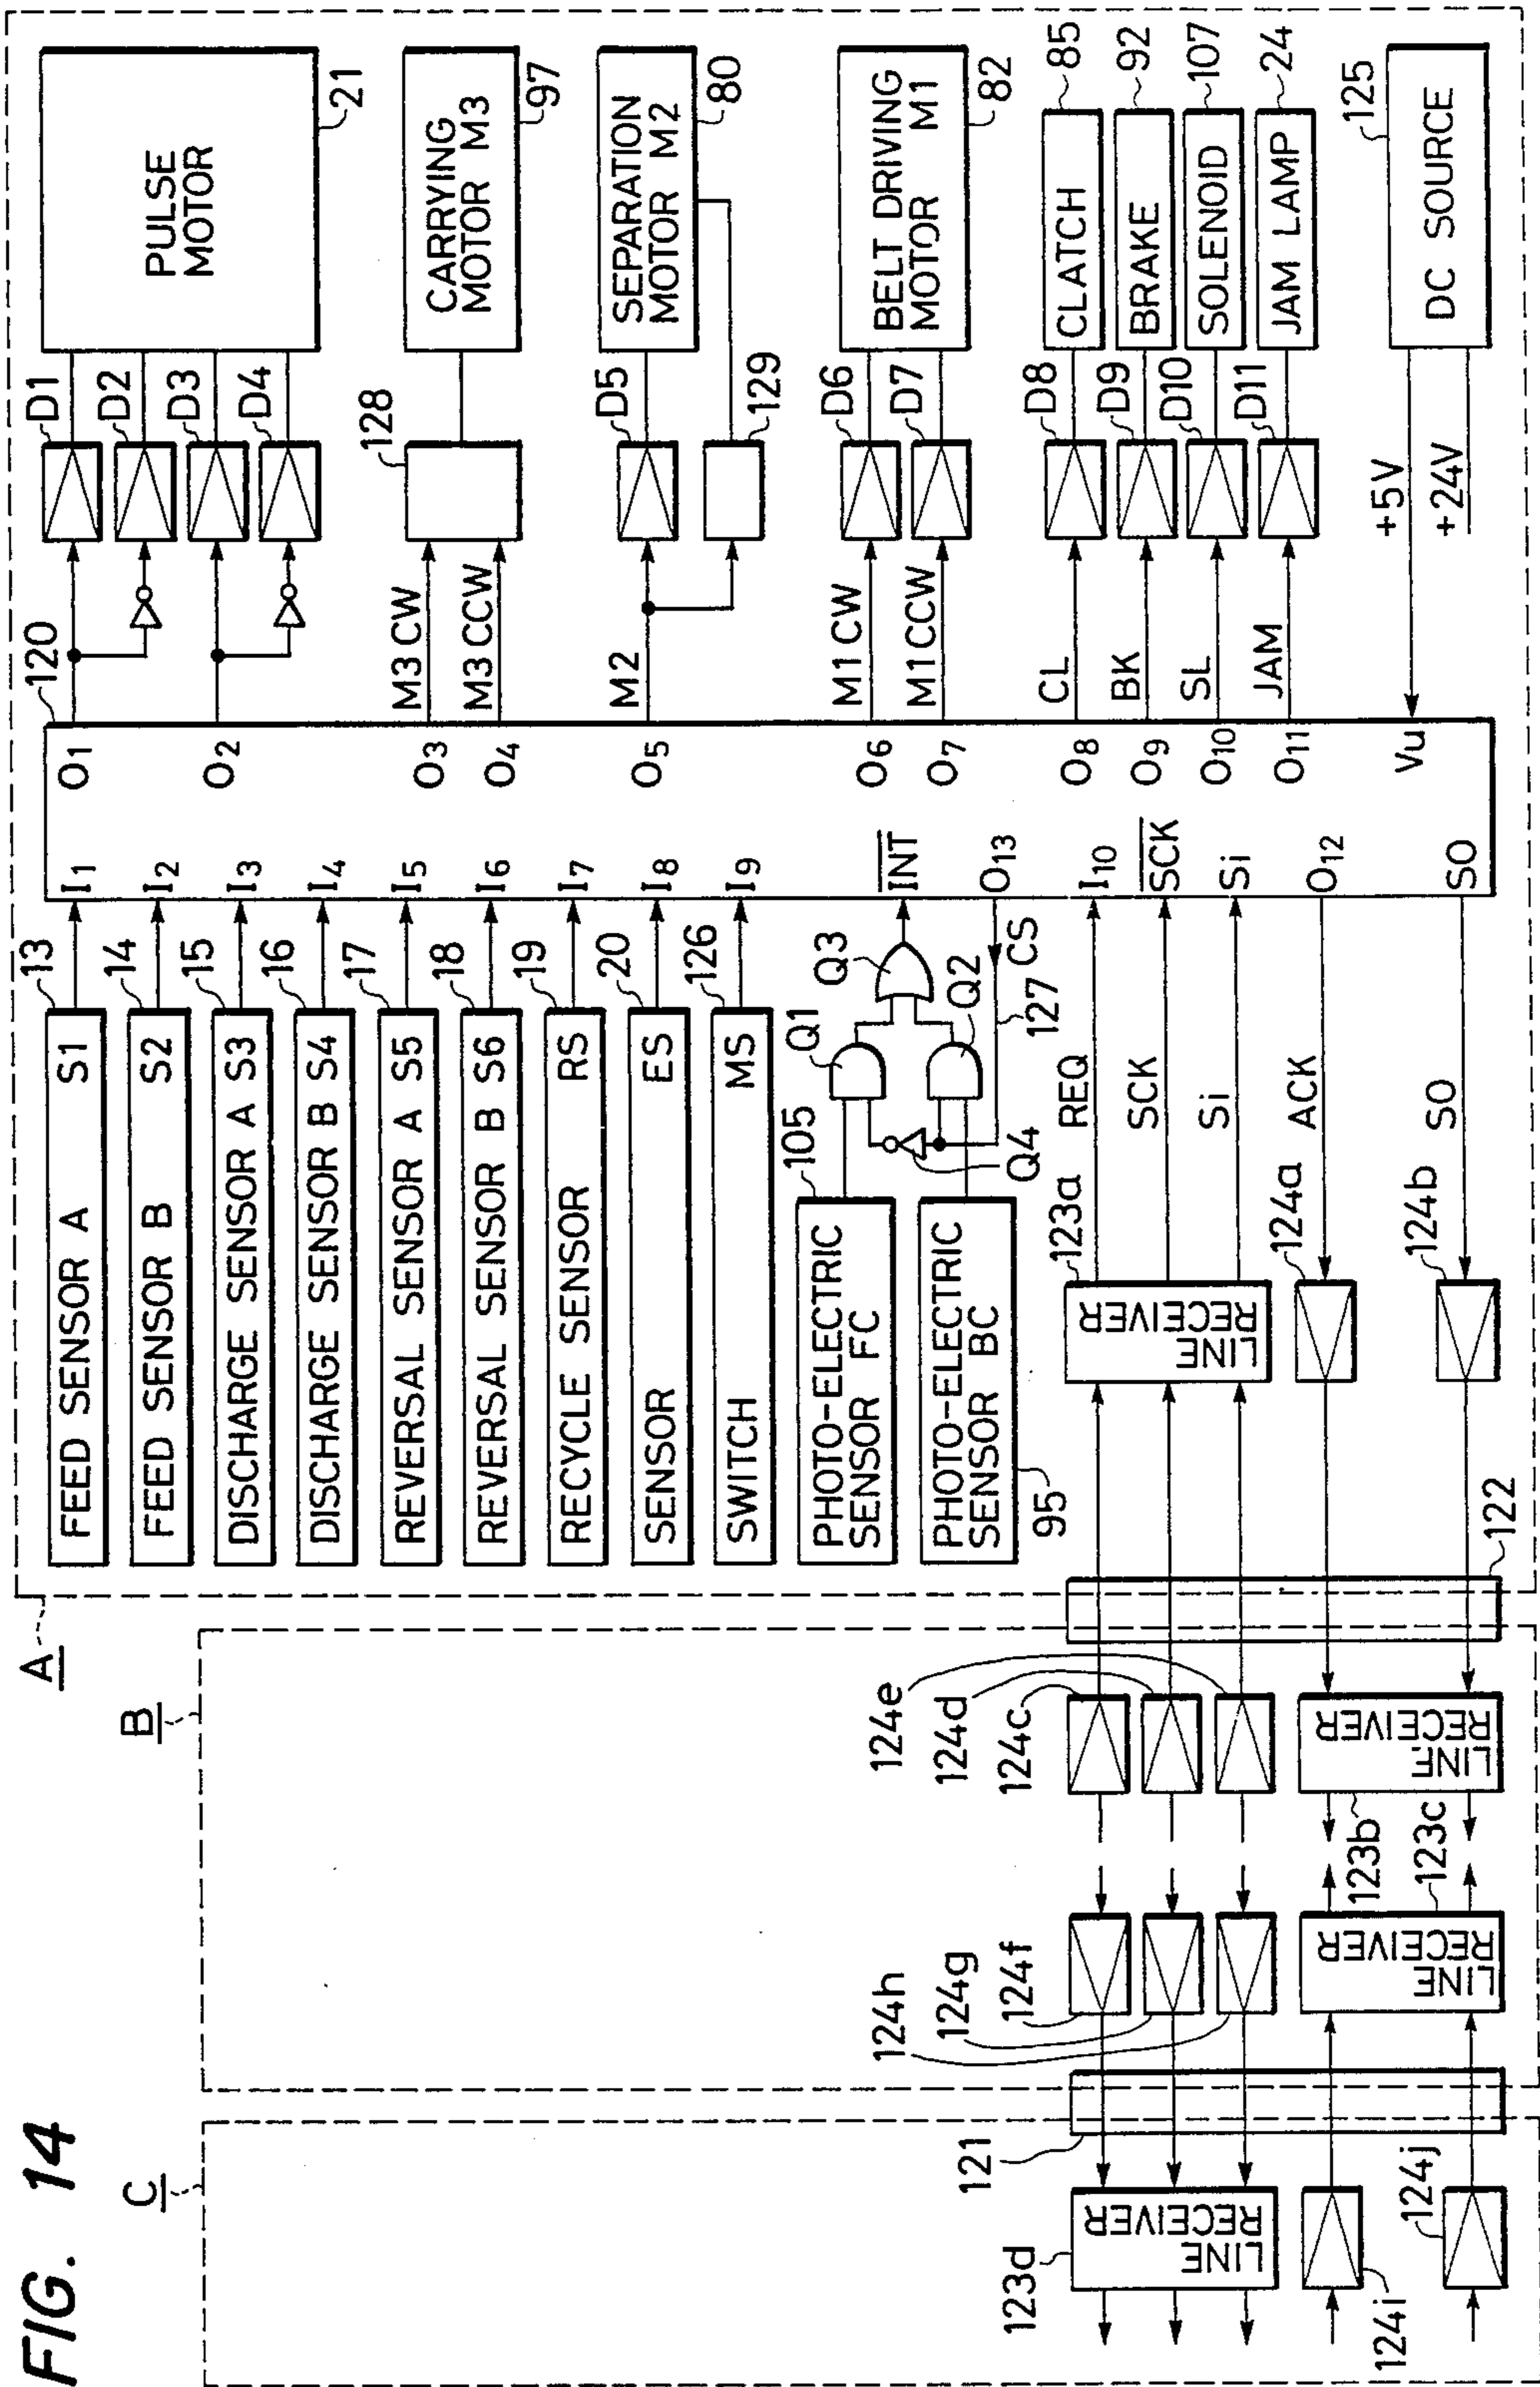 FIG. 14
A
B
C
FEED SENSOR A S1
13
FEED SENSOR B S2
14
DISCHARGE SENSOR A S3
15
DISCHARGE SENSOR B S4
16
REVERSAL SENSOR A S5
17
REVERSAL SENSOR B S6
18
RECYCLE SENSOR RS
19
SENSOR ES
20
SWITCH MS
126
PHOTO-ELECTRIC
SENSOR FC
105
PHOTO-ELECTRIC
SENSOR BC
95
Q1
Q2
Q3
Q4
127
CS
120
I1
I2
I3
I4
I5
I6
I7
I8
I9
I̅N̅T̅
O13
I10
S̅C̅K̅
Si
O12
SO
O1
O2
O3
O4
O5
O6
O7
O8
O9
O10
O11
Vu
D1
D2
D3
D4
PULSE
MOTOR
21
M3 CW
M3 CCW
128
CARRYING
MOTOR M3
97
M2
D5
129
SEPARATION
MOTOR M2
80
M1 CW
M1 CCW
D6
D7
BELT DRIVING
MOTOR M1
82
CL
D8
CLATCH
85
BK
D9
BRAKE
92
SL
D10
SOLENOID
107
JAM
D11
JAM LAMP
24
+5V
+24V
DC SOURCE
125
REQ
SCK
Si
ACK
SO
123a
LINE
RECEIVER
124a
124b
122
124e
124d
124c
LINE
RECEIVER
123b
123c
LINE
RECEIVER
124h
124g
124f
121
123d
LINE
RECEIVER
124i
124j